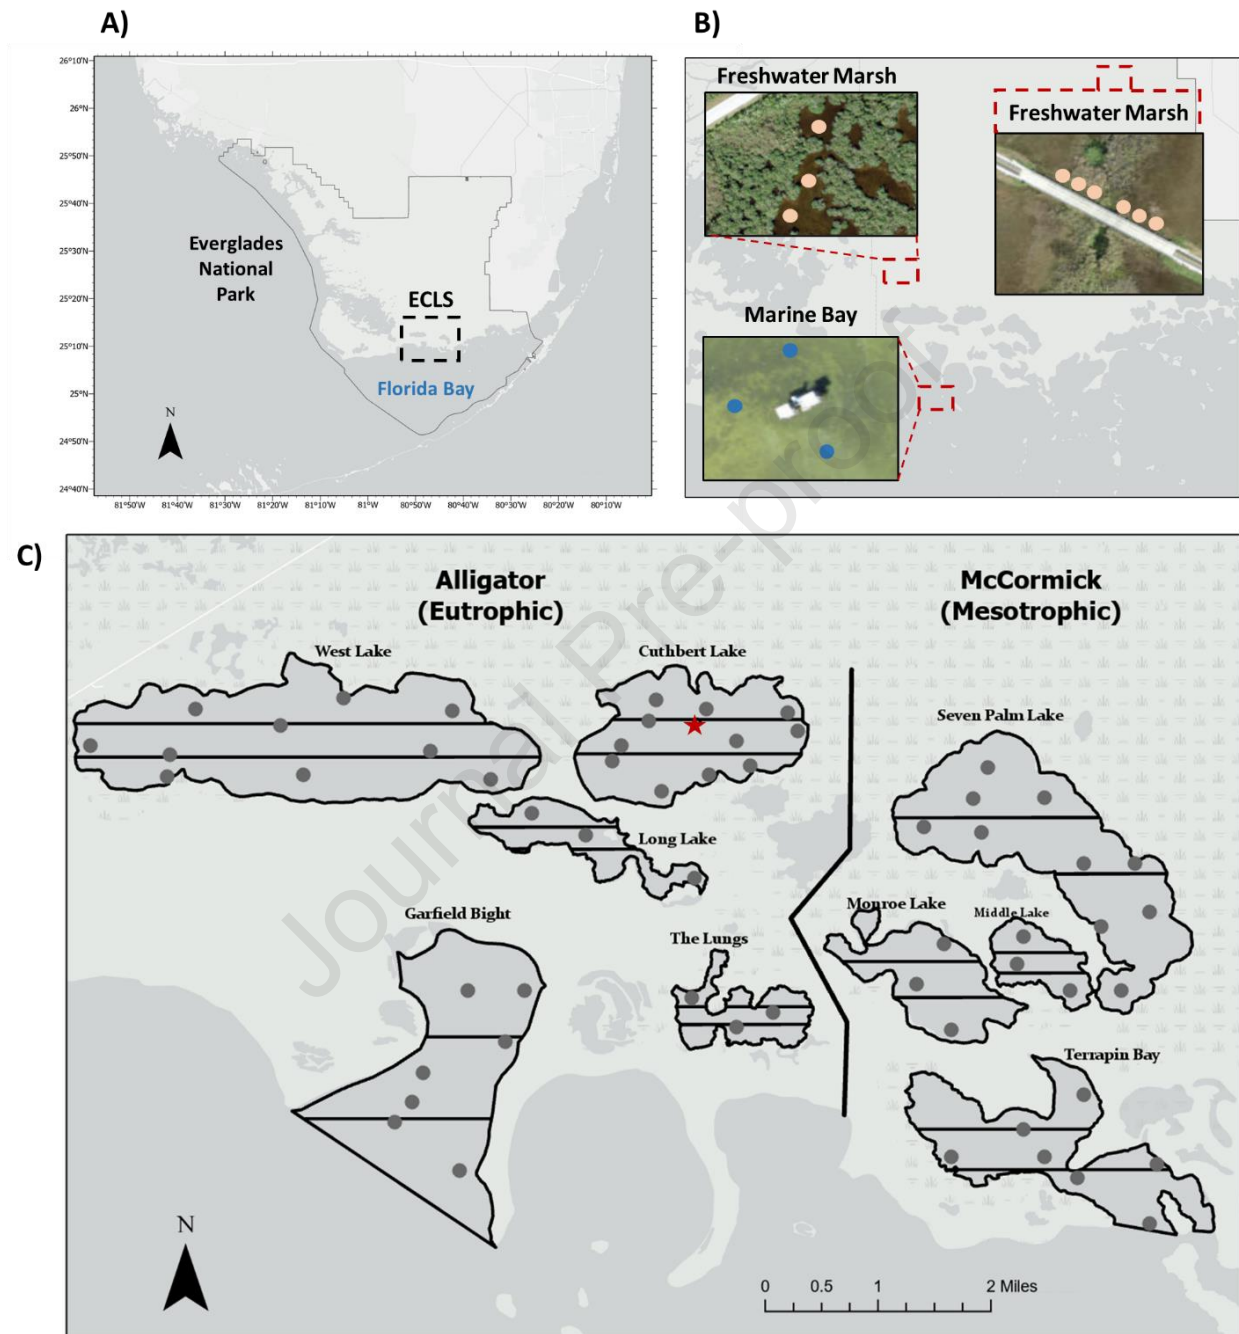 A)
26°10'N
26°N
25°50'N
25°40'N
25°30'N
25°20'N
25°10'N
25°N
24°50'N
24°40'N
81°50'W
81°40'W
81°30'W
81°20'W
81°10'W
81°W
80°50'W
80°40'W
80°30'W
80°20'W
80°10'W
Everglades
National
Park
ECLS
Florida Bay
N
B)
Freshwater Marsh
Freshwater Marsh
Marine Bay
C)
Alligator
(Eutrophic)
McCormick
(Mesotrophic)
West Lake
Cuthbert Lake
Seven Palm Lake
Long Lake
Garfield Bight
The Lungs
Monroe Lake
Middle Lake
Terrapin Bay
N
0 0.5 1 2 Miles
Journal Pre-proof